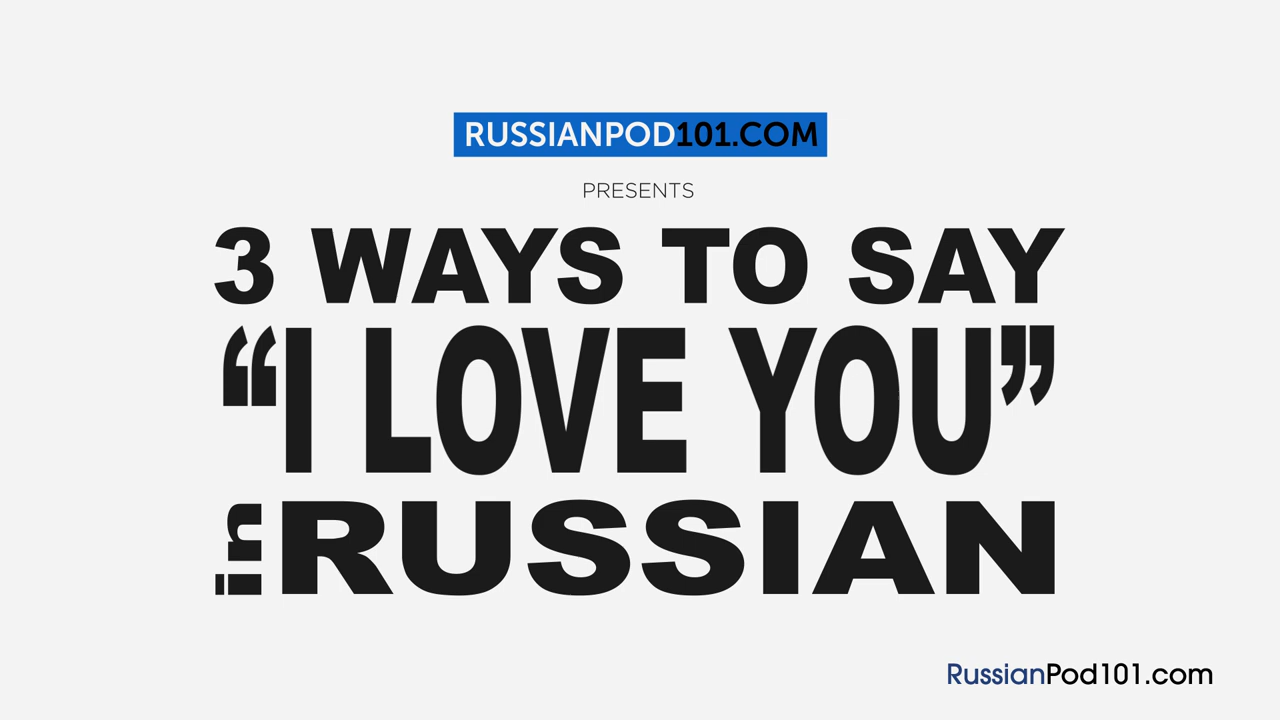 RUSSIANPOD101.COM
PRESENTS
3 WAYS TO SAY
“I LOVE YOU”
in RUSSIAN
RussianPod101.com